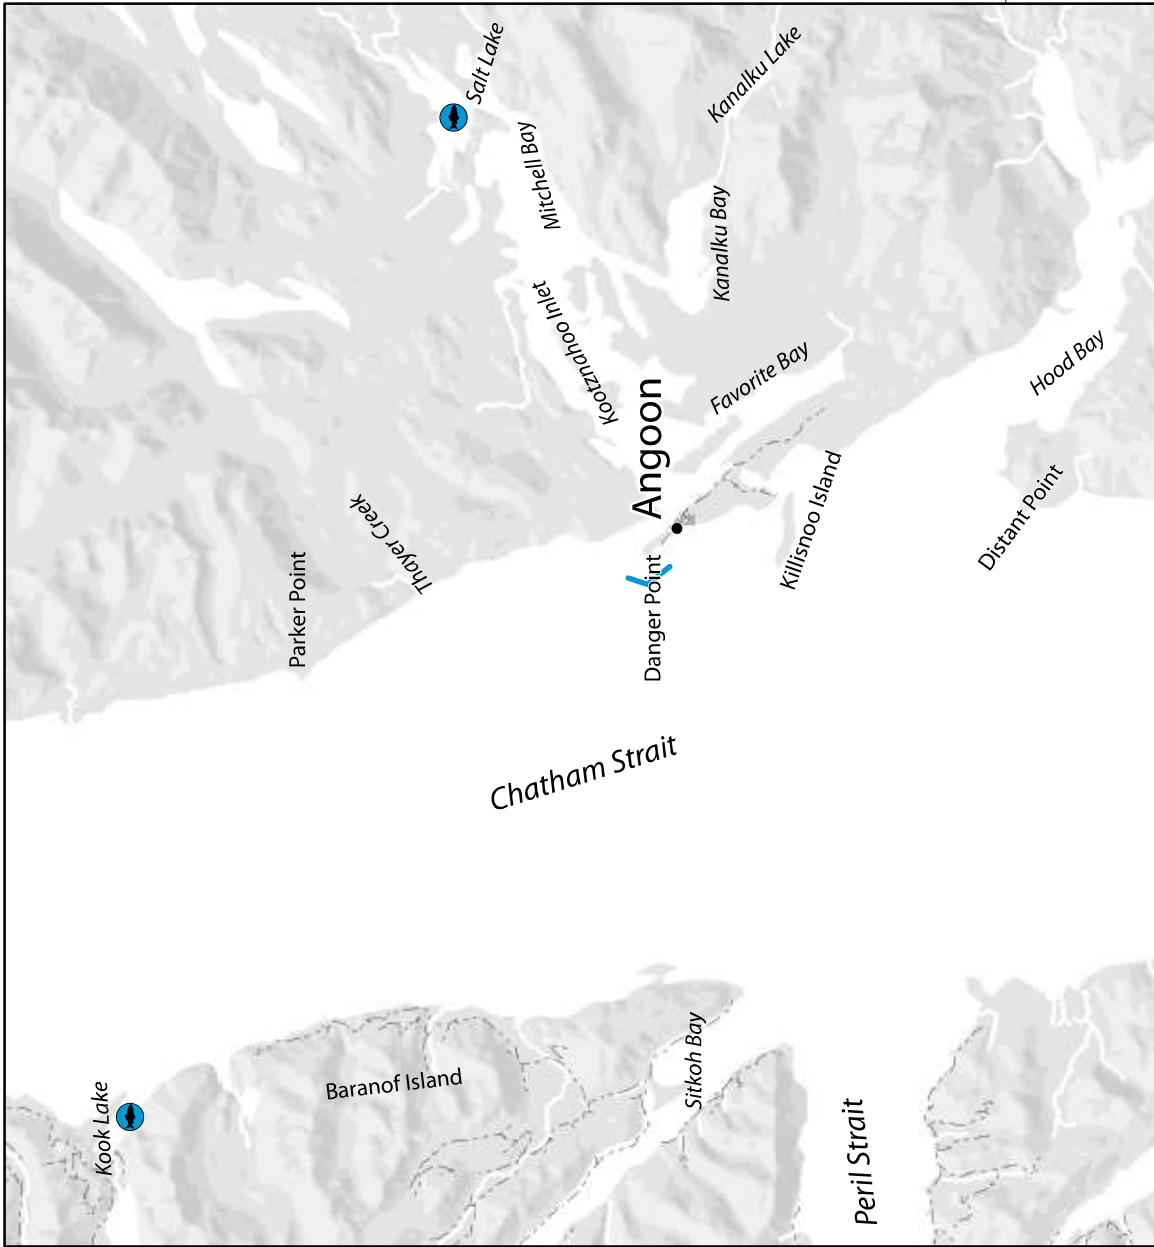 Salt Lake
Kanalku Lake
Mitchell Bay
Kanalku Bay
Kootznahoo Inlet
Favorite Bay
Hood Bay
Angoon
Killisnoo Island
Distant Point
Thayer Creek
Parker Point
Danger Point
Chatham Strait
Sitkoh Bay
Baranof Island
Kook Lake
Peril Strait